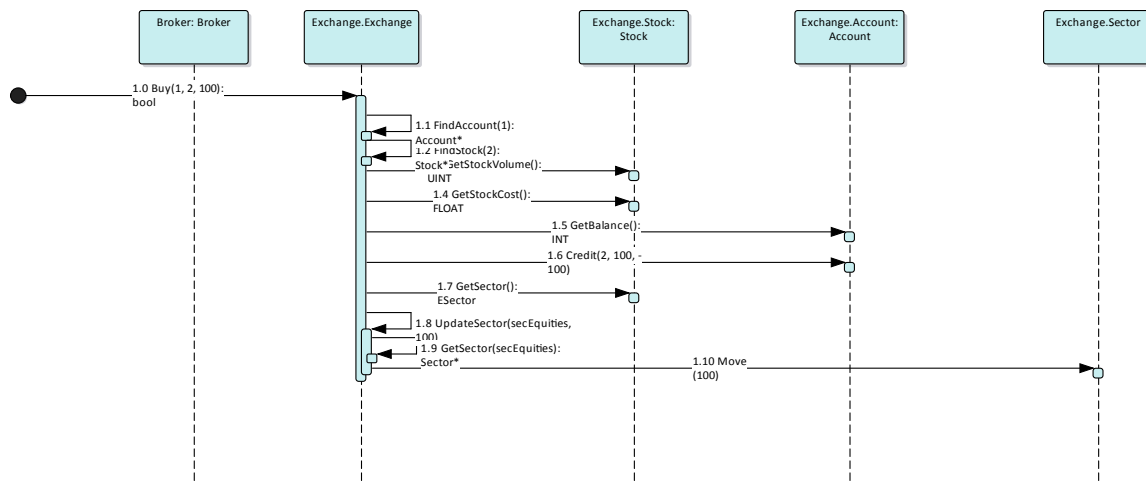 Broker: Broker
Exchange.Exchange
Exchange.Stock:
Stock
Exchange.Account:
Account
Exchange.Sector
1.0 Buy(1, 2, 100):
bool
1.1 FindAccount(1):
Account*
1.2 FindStock(2):
Stock*
GetStockVolume():
UINT
1.4 GetStockCost():
FLOAT
1.5 GetBalance():
INT
1.6 Credit(2, 100, -
100)
1.7 GetSector():
ESector
1.8 UpdateSector(secEquities,
100)
1.9 GetSector(secEquities):
Sector*
1.10 Move
(100)